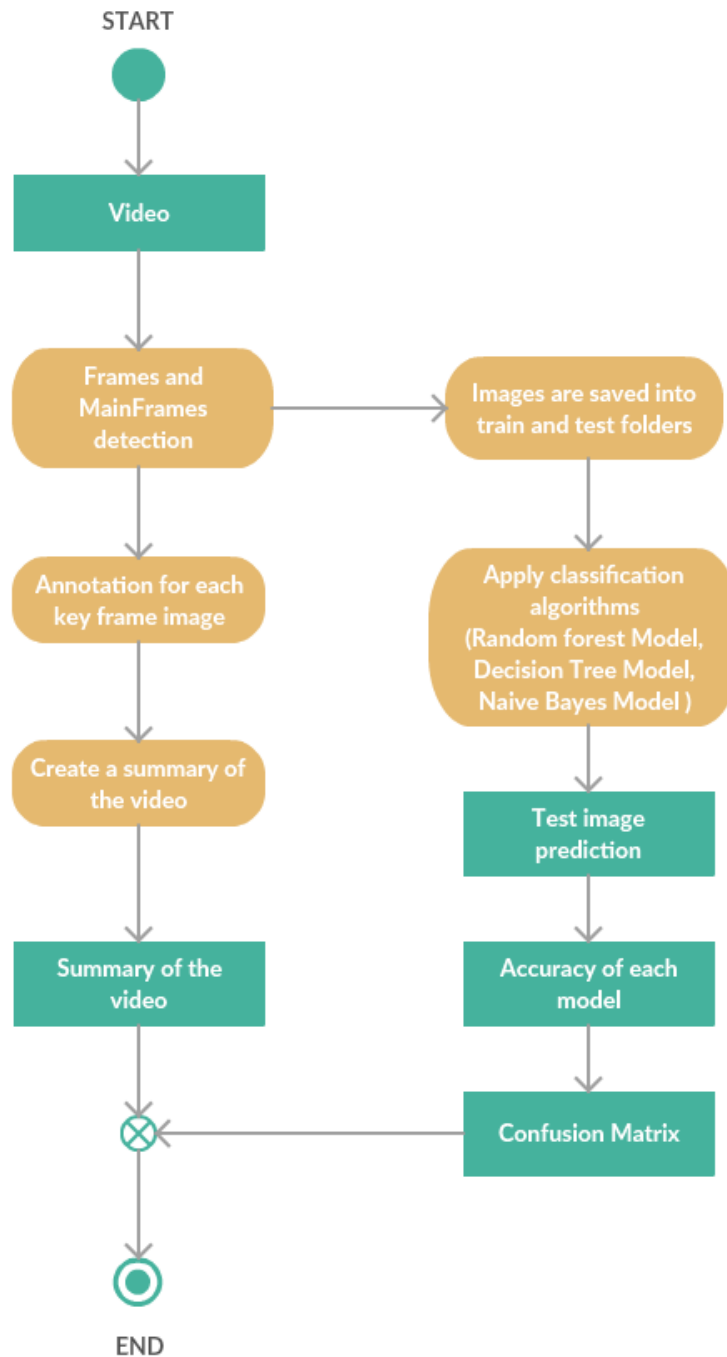 START
Video
Frames and
MainFrames
detection
Images are saved into
train and test folders
Annotation for each
key frame image
Apply classification
algorithms
(Random forest Model,
Decision Tree Model,
Naive Bayes Model )
Create a summary of
the video
Test image
prediction
Summary of the
video
Accuracy of each
model
Confusion Matrix
END